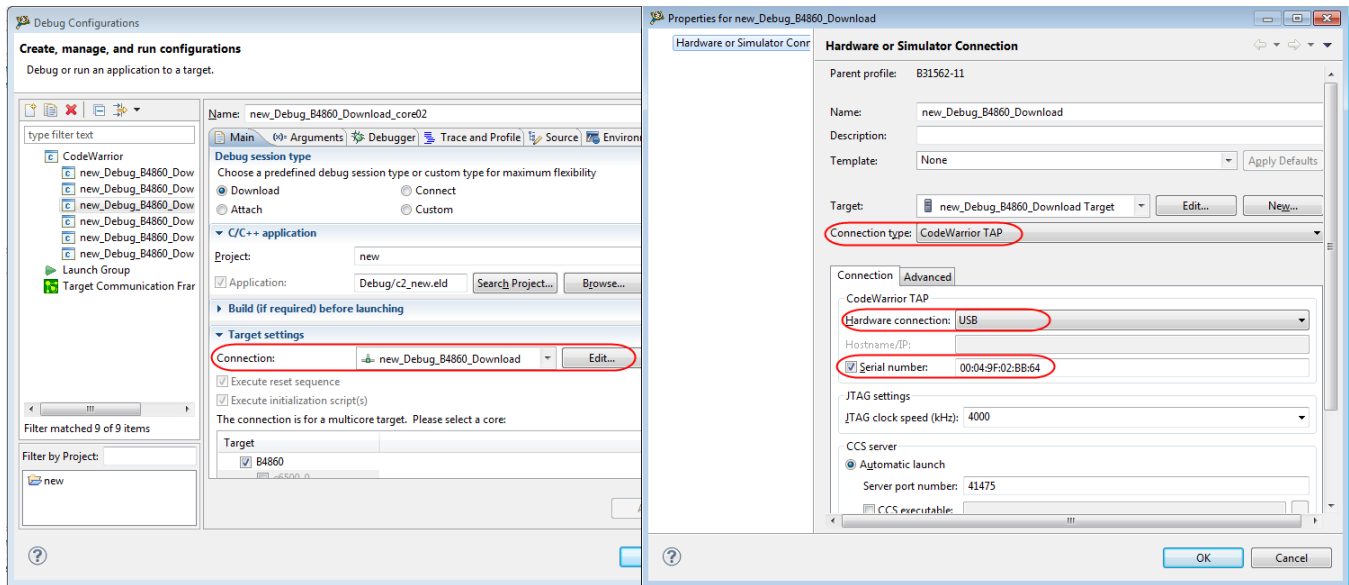 Debug Configurations
Create, manage, and run configurations
Debug or run an application to a target.
type filter text
CodeWarrior
new_Debug_B4860_Dow
new_Debug_B4860_Dow
new_Debug_B4860_Dow
new_Debug_B4860_Dow
new_Debug_B4860_Dow
new_Debug_B4860_Dow
Launch Group
Target Communication Frar
Filter matched 9 of 9 items
Filter by Project:
new
Name: new_Debug_B4860_Download_core02
Main (x)= Arguments Debugger Trace and Profile Source Environ
Debug session type
Choose a predefined debug session type or custom type for maximum flexibility
Download Connect
Attach Custom
C/C++ application
Project: new
Application: Debug/c2_new.eld Search Project... Browse...
Build (if required) before launching
Target settings
Connection: new_Debug_B4860_Download Edit...
Execute reset sequence
Execute initialization script(s)
The connection is for a multicore target. Please select a core:
Target
B4860
Properties for new_Debug_B4860_Download
Hardware or Simulator Conn
Hardware or Simulator Connection
Parent profile: B31562-11
Name: new_Debug_B4860_Download
Description:
Template: None Apply Defaults
Target: new_Debug_B4860_Download Target Edit... New...
Connection type: CodeWarrior TAP
Connection Advanced
CodeWarrior TAP
Hardware connection: USB
Hostname/IP:
Serial number: 00:04:9F:02:BB:64
JTAG settings
JTAG clock speed (kHz): 4000
CCS server
Automatic launch
Server port number: 41475
CCS executable:
OK Cancel